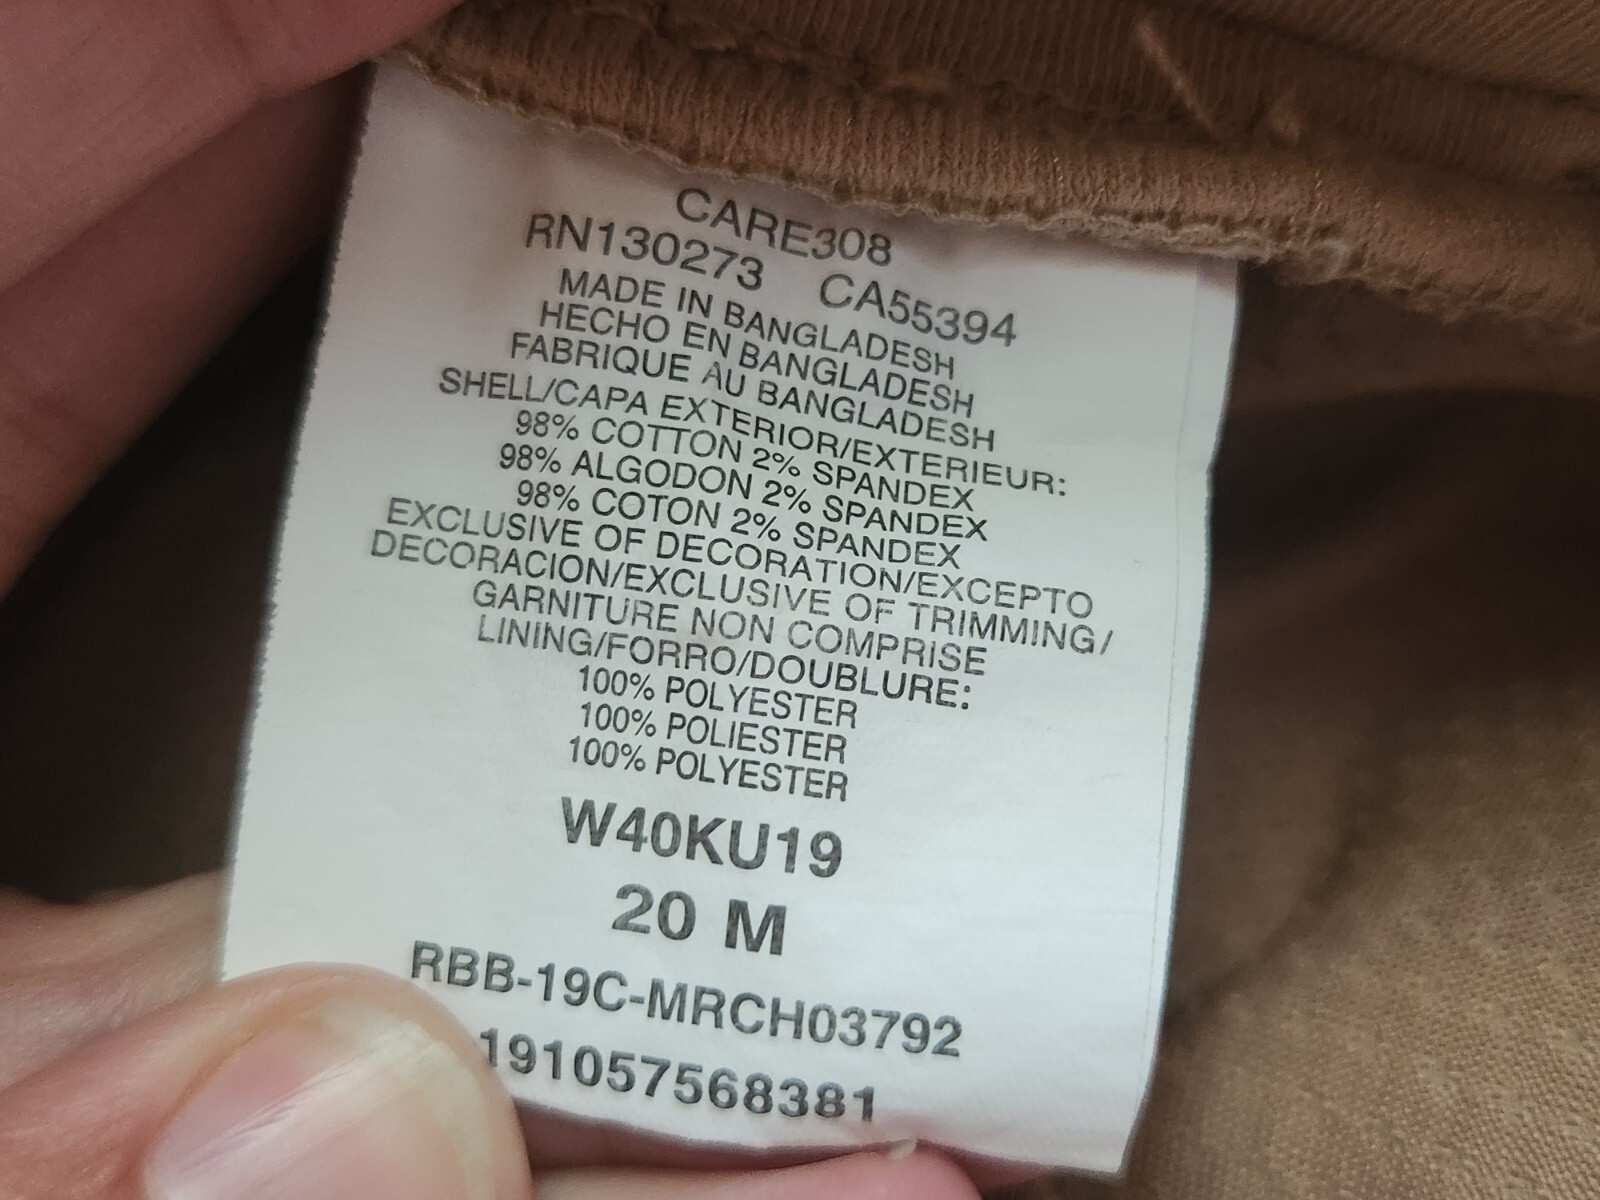 CARE308
RN130273 CA55394
MADE IN BANGLADESH
HECHO EN BANGLADESH
FABRIQUE AU BANGLADESH
SHELL/CAPA EXTERIOR/EXTERIEUR:
98% COTTON 2% SPANDEX
98% ALGODON 2% SPANDEX
98% COTON 2% SPANDEX
EXCLUSIVE OF DECORATION/EXCEPTO
DECORACION/EXCLUSIVE OF TRIMMING/
GARNITURE NON COMPRISE
LINING/FORRO/DOUBLURE:
100% POLYESTER
100% POLIESTER
100% POLYESTER
W40KU19
20 M
RBB-19C-MRCH03792
191057568381